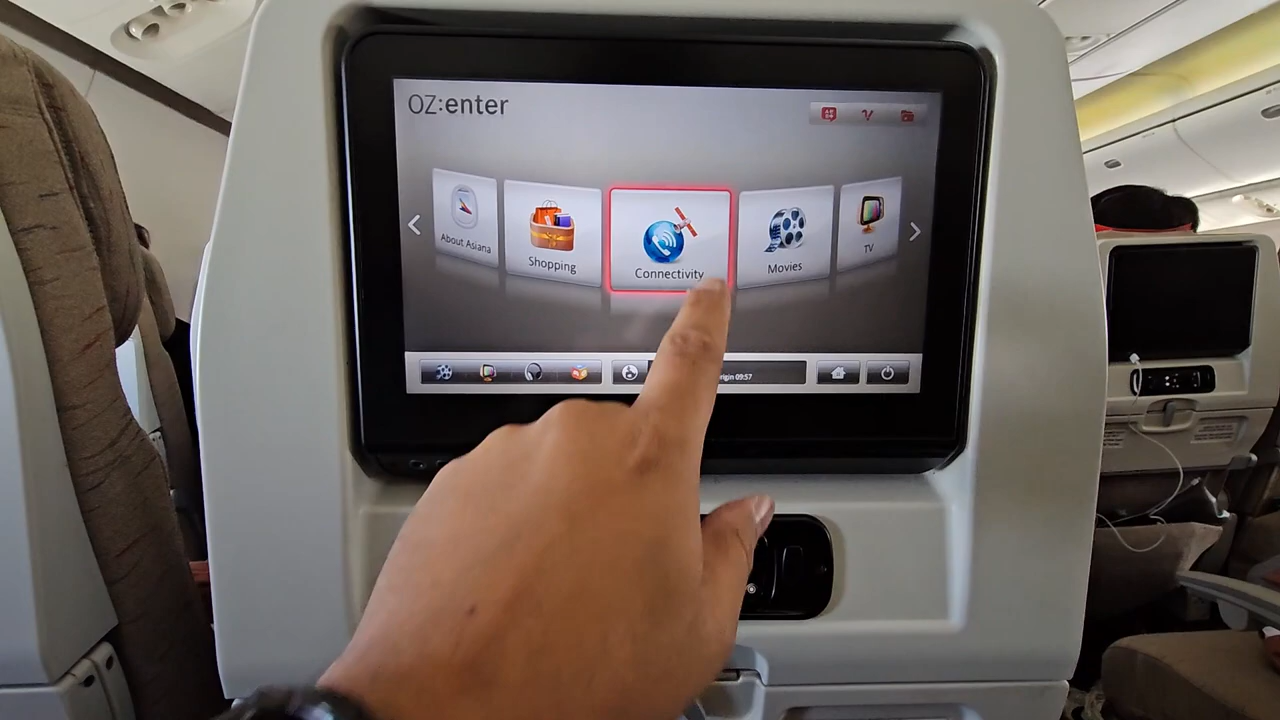 OZ:enter
About Asiana
Shopping
Connectivity
Movies
TV
rigin 09:57